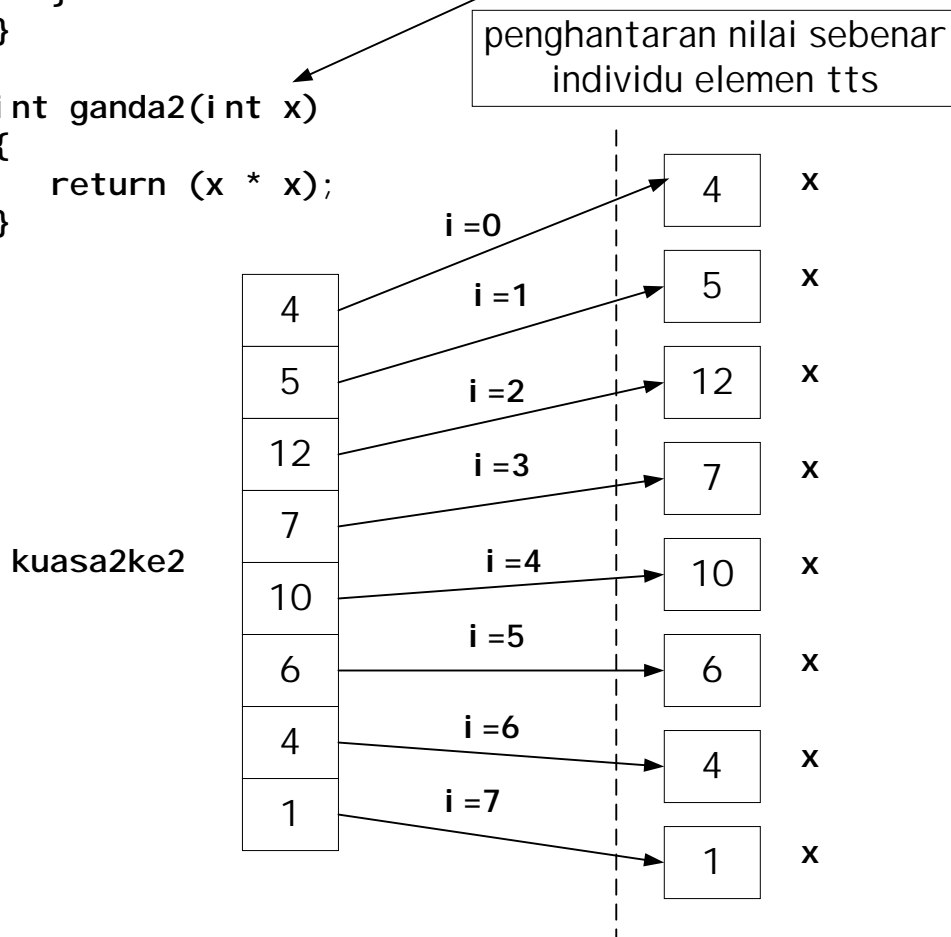 }
penghantaran nilai sebenar
individu elemen tts
int ganda2(int x)
{
return (x * x);
}
4 x
i=0
4
i=1
5 x
5
i=2
12 x
12
i=3
7 x
7
kuasa2ke2
i=4
10 x
10
i=5
6
6 x
i=6
4
4 x
i=7
1
1 x